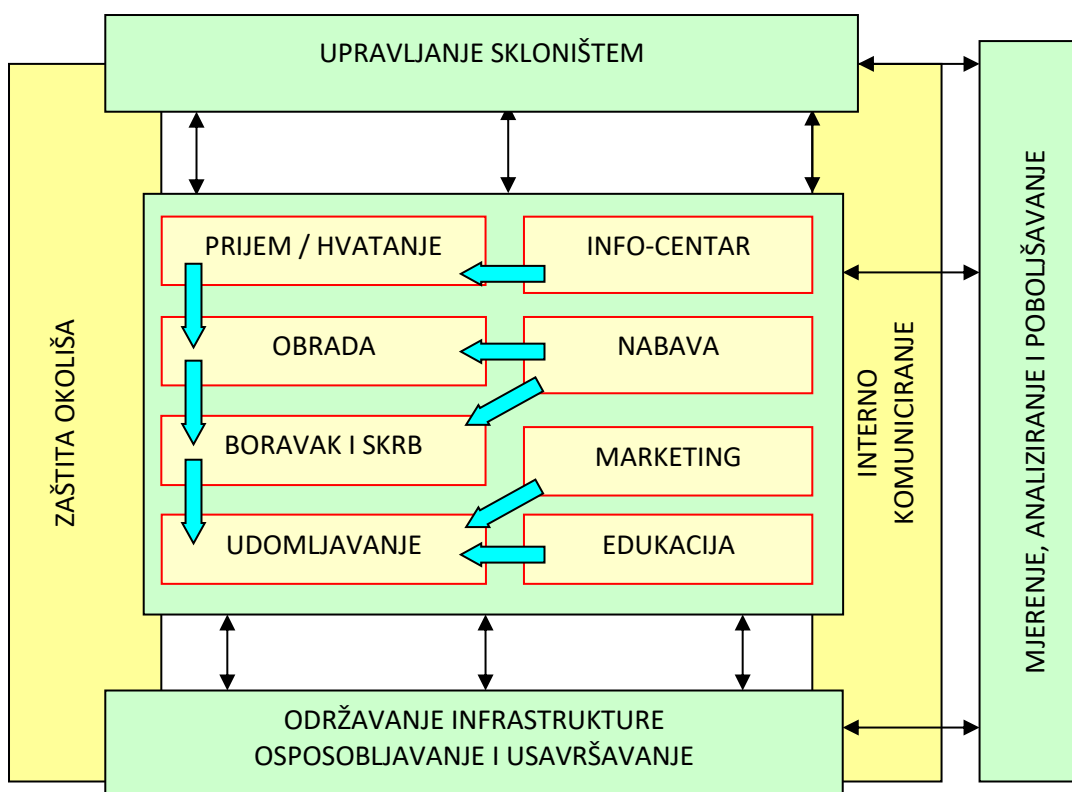 UPRAVLJANJE SKLONIŠTEM
ZAŠTITA OKOLIŠA
PRIJEM / HVATANJE
INFO-CENTAR
OBRADA
NABAVA
BORAVAK I SKRB
MARKETING
UDOMLJAVANJE
EDUKACIJA
INTERNO
KOMUNICIRANJE
MJERENJE, ANALIZIRANJE I POBOLJŠAVANJE
ODRŽAVANJE INFRASTRUKTURE
OSPOSOBLJAVANJE I USAVRŠAVANJE